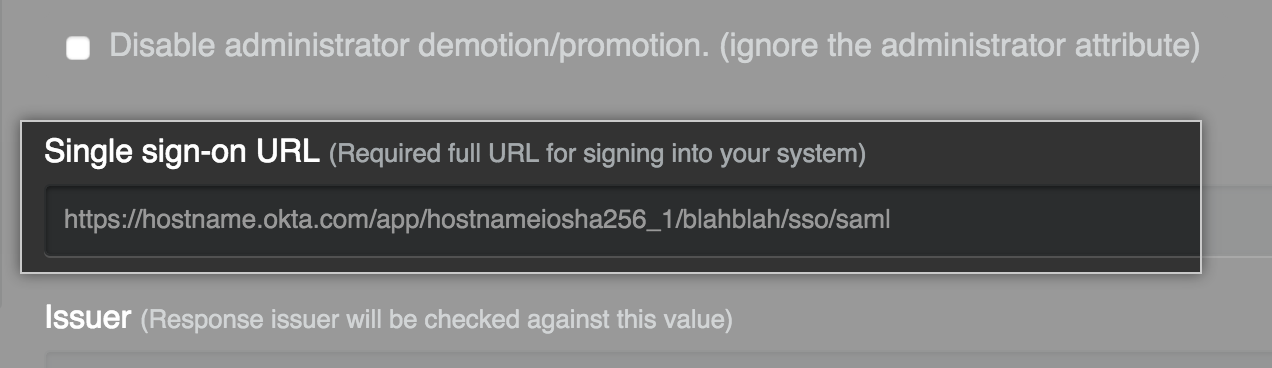 Disable administrator demotion/promotion. (ignore the administrator attribute)
Single sign-on URL (Required full URL for signing into your system)
https://hostname.okta.com/app/hostnameiosha256_1/blahblah/sso/saml
Issuer (Response issuer will be checked against this value)